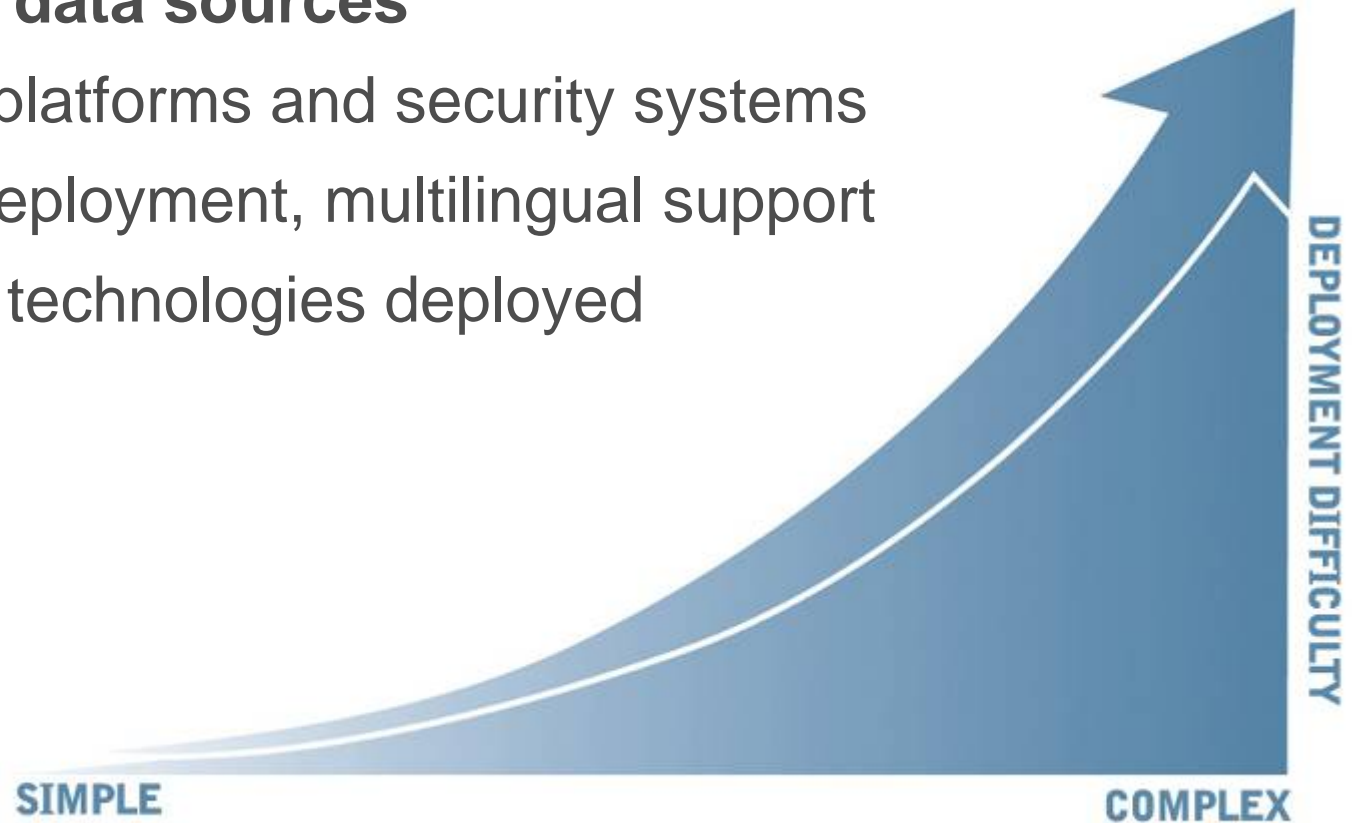 data sources
platforms and security systems
eployment, multilingual support
technologies deployed
DEPLOYMENT DIFFICULTY
SIMPLE
COMPLEX